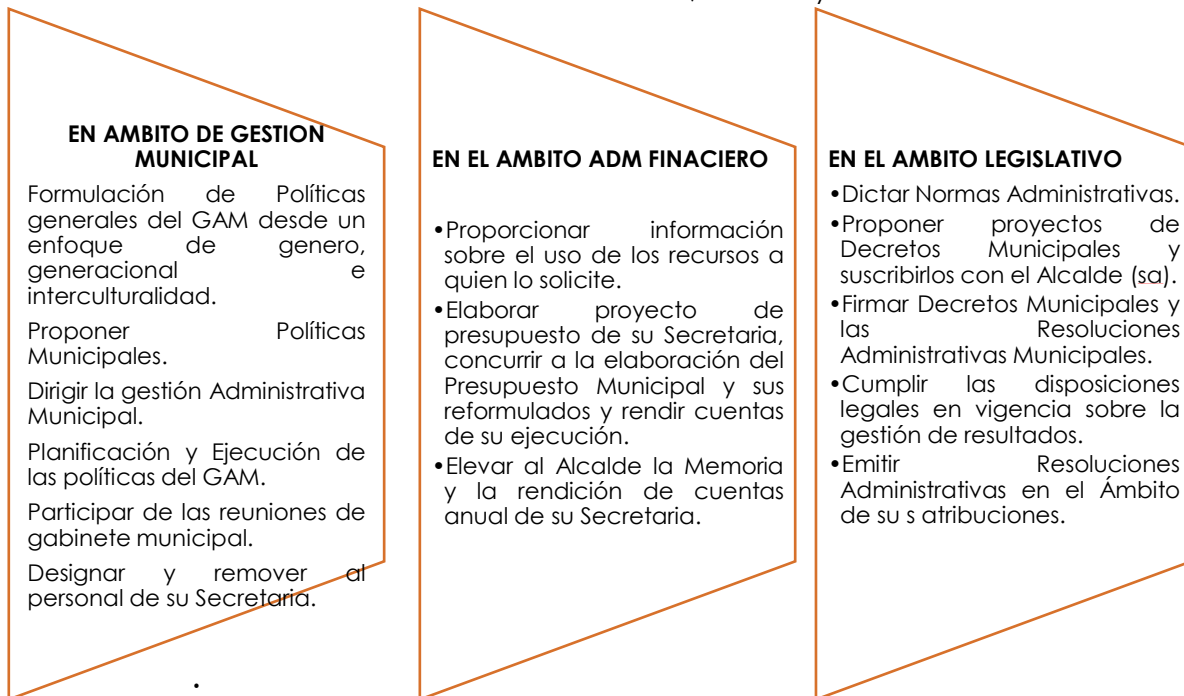 EN AMBITO DE GESTION
MUNICIPAL
Formulación de Políticas
generales del GAM desde un
enfoque de genero,
generacional e
interculturalidad.
Proponer Políticas
Municipales.
Dirigir la gestión Administrativa
Municipal.
Planificación y Ejecución de
las políticas del GAM.
Participar de las reuniones de
gabinete municipal.
Designar y remover al
personal de su Secretaria.
.
EN EL AMBITO ADM FINACIERO
•Proporcionar información
sobre el uso de los recursos a
quien lo solicite.
•Elaborar proyecto de
presupuesto de su Secretaria,
concurrir a la elaboración del
Presupuesto Municipal y sus
reformulados y rendir cuentas
de su ejecución.
•Elevar al Alcalde la Memoria
y la rendición de cuentas
anual de su Secretaria.
EN EL AMBITO LEGISLATIVO
•Dictar Normas Administrativas.
•Proponer proyectos de
Decretos Municipales y
suscribirlos con el Alcalde (sa).
•Firmar Decretos Municipales y
las Resoluciones
Administrativas Municipales.
•Cumplir las disposiciones
legales en vigencia sobre la
gestión de resultados.
•Emitir Resoluciones
Administrativas en el Ámbito
de su s atribuciones.